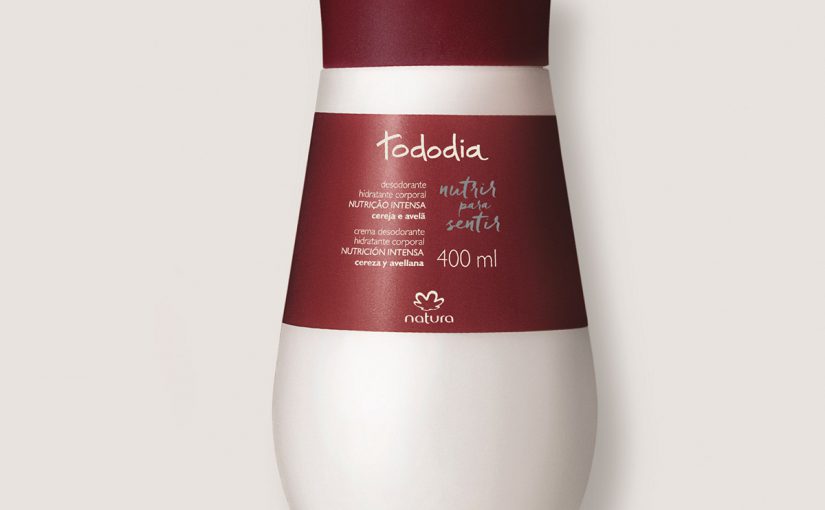 tododia
desodorante
hidratante corporal
NUTRIÇÃO INTENSA
cereja e avelã
crema desodorante
hidratante corporal
NUTRICIÓN INTENSA
cereza y avellana
nutrir
para
sentir
400 ml
natura